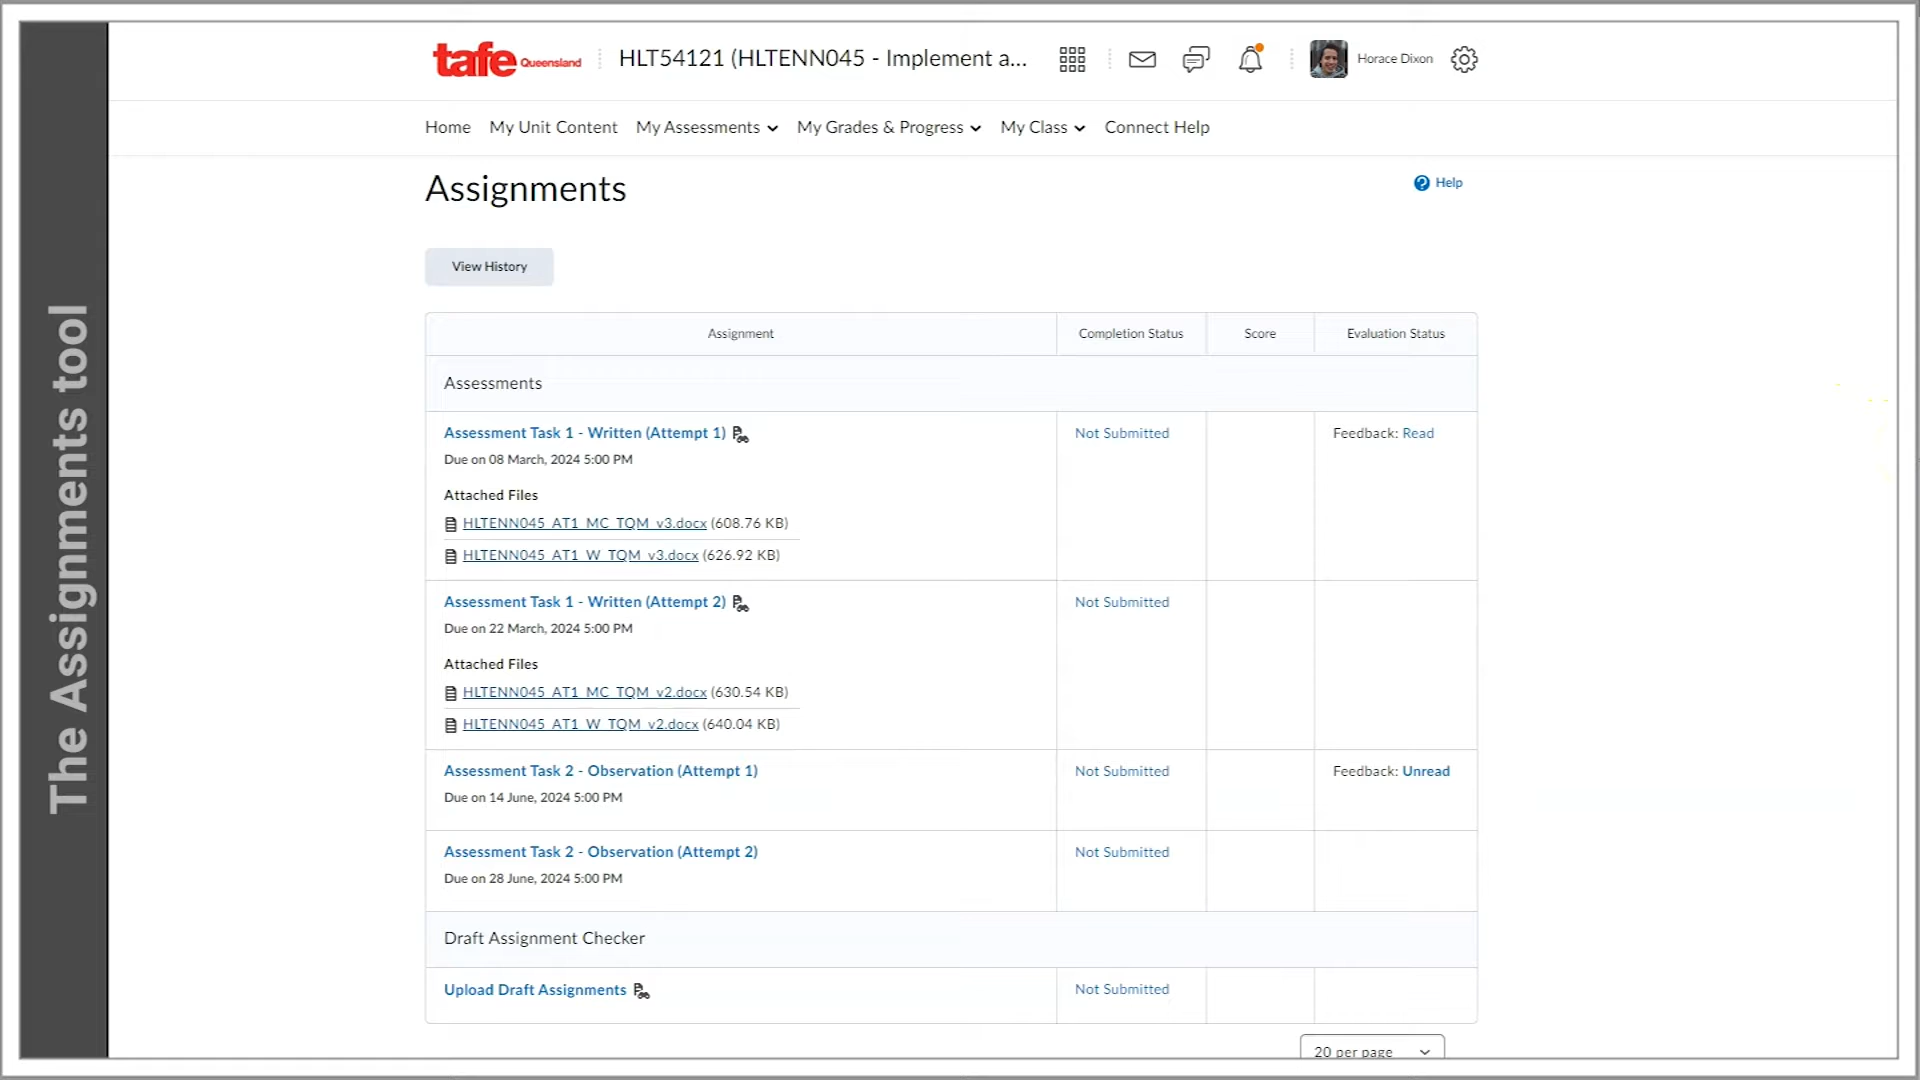 The Assignments tool
tafe Queensland
HLT54121 (HLTENN045 - Implement a...
Horace Dixon
Home My Unit Content My Assessments My Grades & Progress My Class Connect Help
Assignments
Help
View History
Assignment Completion Status Score Evaluation Status
Assessments
Assessment Task 1 - Written (Attempt 1) Not Submitted Feedback: Read
Due on 08 March, 2024 5:00 PM
Attached Files
HLTENN045_AT1_MC_TQM_v3.docx (608.76 KB)
HLTENN045_AT1_W_TQM_v3.docx (626.92 KB)
Assessment Task 1 - Written (Attempt 2) Not Submitted
Due on 22 March, 2024 5:00 PM
Attached Files
HLTENN045_AT1_MC_TQM_v2.docx (630.54 KB)
HLTENN045_AT1_W_TQM_v2.docx (640.04 KB)
Assessment Task 2 - Observation (Attempt 1) Not Submitted Feedback: Unread
Due on 14 June, 2024 5:00 PM
Assessment Task 2 - Observation (Attempt 2) Not Submitted
Due on 28 June, 2024 5:00 PM
Draft Assignment Checker
Upload Draft Assignments Not Submitted
20 per page